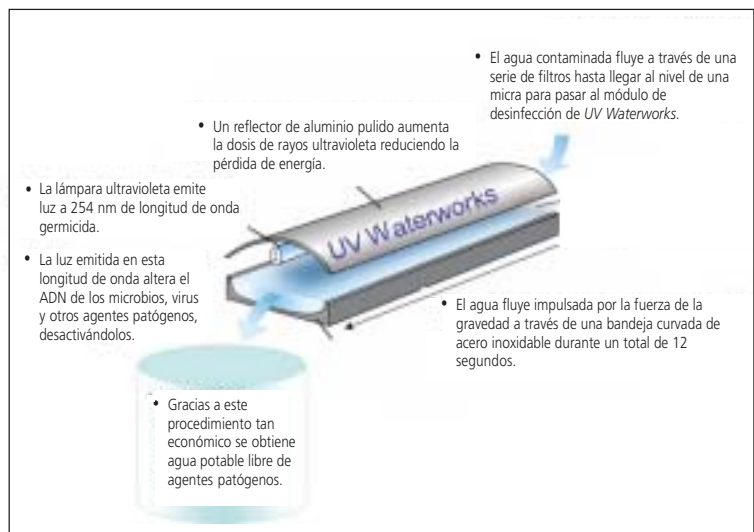 • El agua contaminada fluye a través de una
serie de filtros hasta llegar al nivel de una
micra para pasar al módulo de
desinfección de UV Waterworks.
• Un reflector de aluminio pulido aumenta
la dosis de rayos ultravioleta reduciendo la
pérdida de energía.
• La lámpara ultravioleta emite
luz a 254 nm de longitud de onda
germicida.
• La luz emitida en esta
longitud de onda altera el
ADN de los microbios, virus
y otros agentes patógenos,
desactivándolos.
UV Waterworks
• El agua fluye impulsada por la fuerza de la
gravedad a través de una bandeja curvada de
acero inoxidable durante un total de 12
segundos.
• Gracias a este
procedimiento tan
económico se obtiene
agua potable libre de
agentes patógenos.